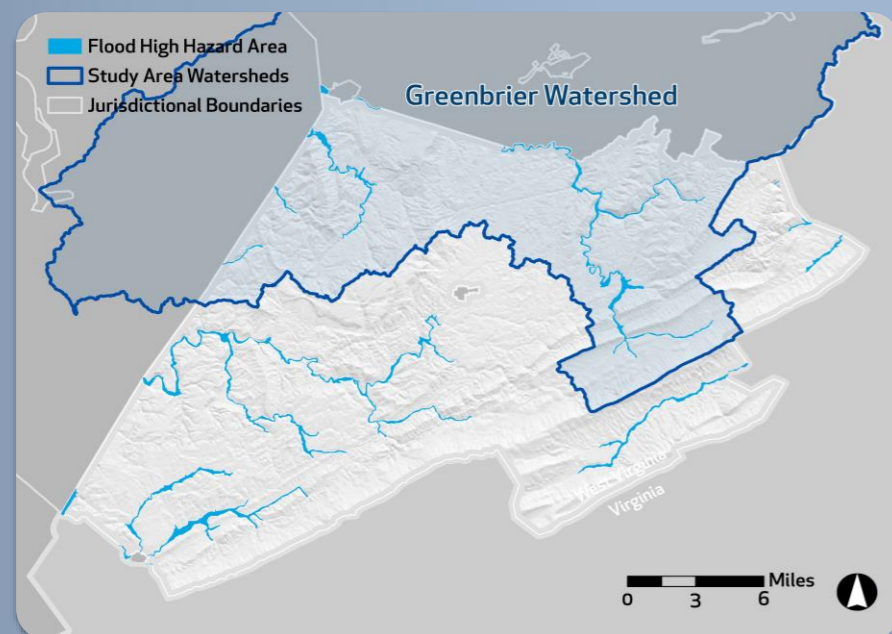 Flood High Hazard Area
Study Area Watersheds
Jurisdictional Boundaries
Greenbrier Watershed
West Virginia
Virginia
Miles
0 3 6